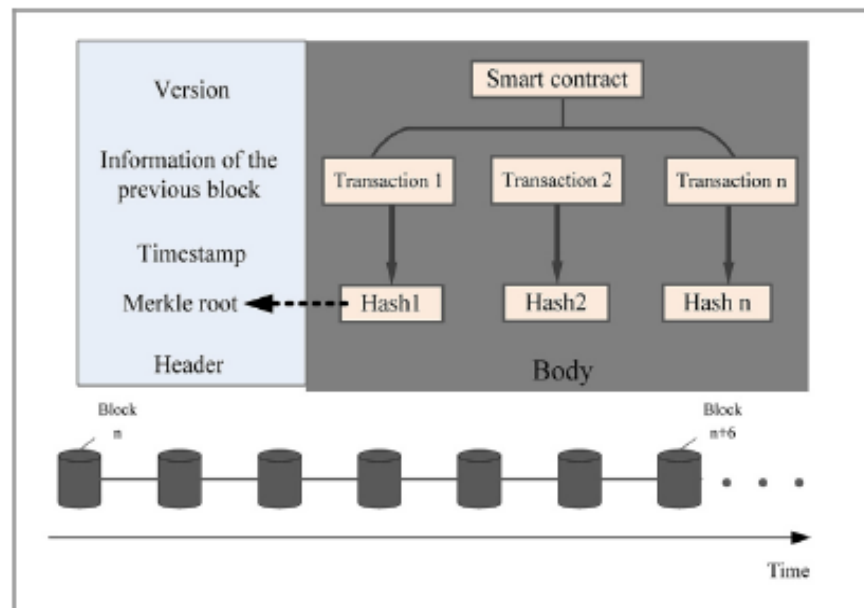 Version
Information of the
previous block
Timestamp
Merkle root
Header
Smart contract
Transaction 1
Transaction 2
Transaction n
Hash1
Hash2
Hash n
Body
Block
n
Block
n+6
Time